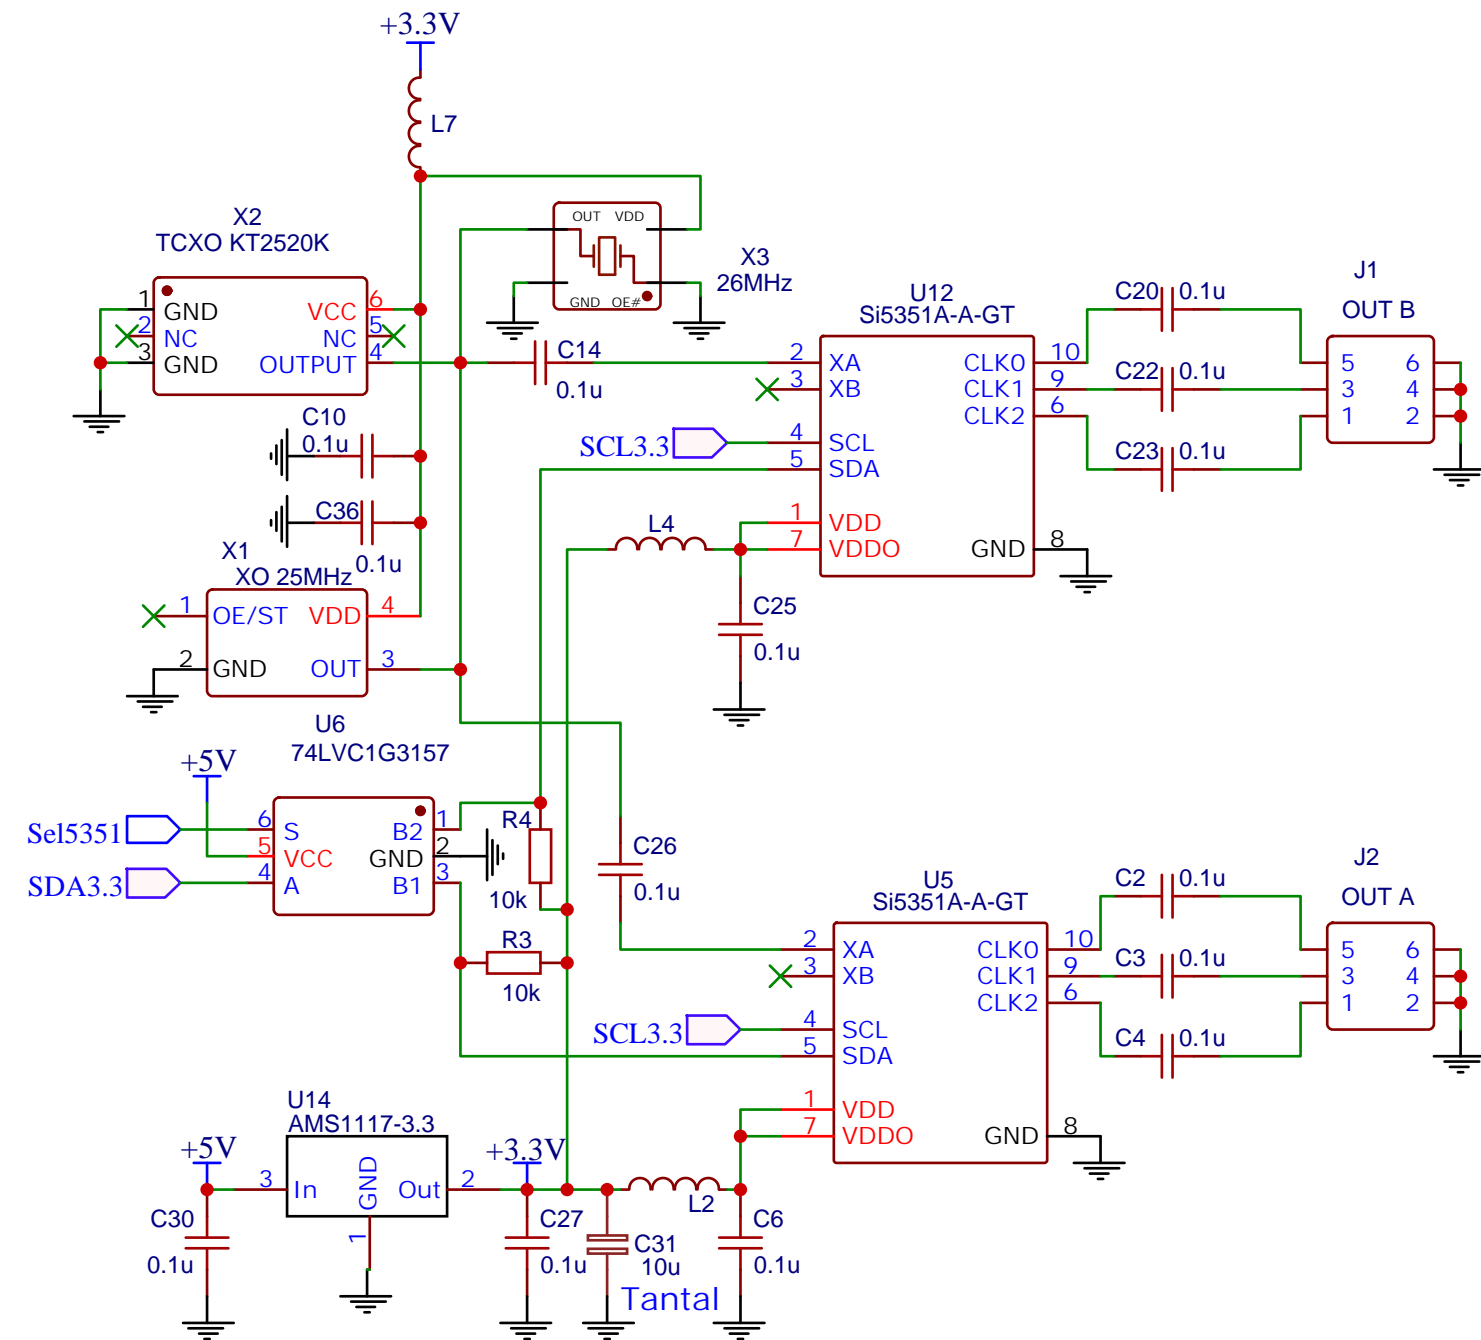 +3.3V
L7
X2
TCXO KT2520K
1 GND VCC 6
2 NC NC 5
3 GND OUTPUT 4
OUT VDD
GND OE#
X3
26MHz
C14
0.1u
C10
0.1u
C36
0.1u
X1
XO 25MHz
1 OE/ST VDD 4
2 GND OUT 3
U12
Si5351A-A-GT
2 XA CLK0 10
3 XB CLK1 9
CLK2 6
SCL3.3 4 SCL
5 SDA
1 VDD
7 VDDO GND 8
C20 0.1u
C22 0.1u
C23 0.1u
J1
OUT B
5 6
3 4
1 2
L4
C25
0.1u
U6
74LVC1G3157
+5V
Sel5351 6 S B2 1
5 VCC GND 2
SDA3.3 4 A B1 3
R4
10k
R3
10k
C26
0.1u
U5
Si5351A-A-GT
2 XA CLK0 10
3 XB CLK1 9
CLK2 6
SCL3.3 4 SCL
5 SDA
1 VDD
7 VDDO GND 8
C2 0.1u
C3 0.1u
C4 0.1u
J2
OUT A
5 6
3 4
1 2
U14
AMS1117-3.3
+5V
3 In GND Out 2
1
+3.3V
C30
0.1u
C27
0.1u
C31
10u
Tantal
L2
C6
0.1u